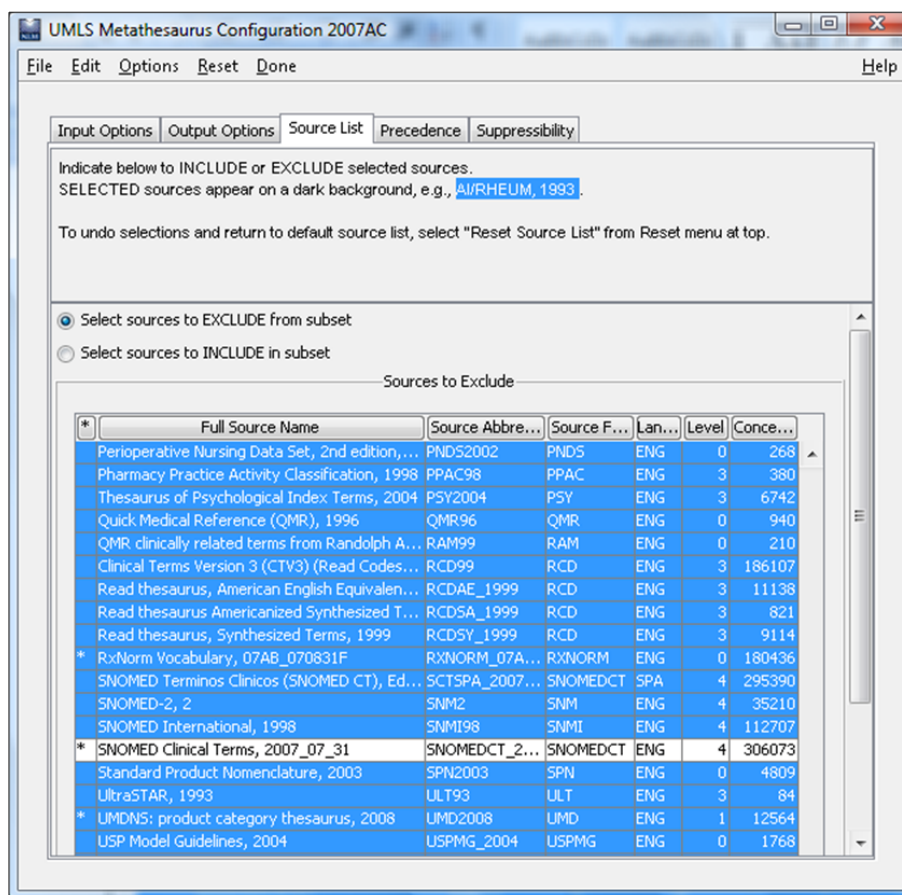 UMLS Metathesaurus Configuration 2007AC
File Edit Options Reset Done Help
Input Options Output Options Source List Precedence Suppressibility
Indicate below to INCLUDE or EXCLUDE selected sources.
SELECTED sources appear on a dark background, e.g., AI/RHEUM, 1993 .
To undo selections and return to default source list, select "Reset Source List" from Reset menu at top.
Select sources to EXCLUDE from subset
Select sources to INCLUDE in subset
Sources to Exclude
* Full Source Name Source Abbre... Source F... Lan... Level Conce...
Perioperative Nursing Data Set, 2nd edition,... PNDS2002 PNDS ENG 0 268
Pharmacy Practice Activity Classification, 1998 PPAC98 PPAC ENG 3 380
Thesaurus of Psychological Index Terms, 2004 PSY2004 PSY ENG 3 6742
Quick Medical Reference (QMR), 1996 QMR96 QMR ENG 0 940
QMR clinically related terms from Randolph A... RAM99 RAM ENG 0 210
Clinical Terms Version 3 (CTV3) (Read Codes... RCD99 RCD ENG 3 186107
Read thesaurus, American English Equivalen... RCDAE_1999 RCD ENG 3 11138
Read thesaurus Americanized Synthesized T... RCDSA_1999 RCD ENG 3 821
Read thesaurus, Synthesized Terms, 1999 RCDSY_1999 RCD ENG 3 9114
* RxNorm Vocabulary, 07AB_070831F RXNORM_07A... RXNORM ENG 0 180436
SNOMED Terminos Clinicos (SNOMED CT), Ed... SCTSPA_2007... SNOMEDCT SPA 4 295390
SNOMED-2, 2 SNM2 SNM ENG 4 35210
SNOMED International, 1998 SNMI98 SNMI ENG 4 112707
* SNOMED Clinical Terms, 2007_07_31 SNOMEDCT_2... SNOMEDCT ENG 4 306073
Standard Product Nomenclature, 2003 SPN2003 SPN ENG 0 4809
UltraSTAR, 1993 ULT93 ULT ENG 3 84
* UMDNS: product category thesaurus, 2008 UMD2008 UMD ENG 1 12564
USP Model Guidelines, 2004 USPMG_2004 USPMG ENG 0 1768